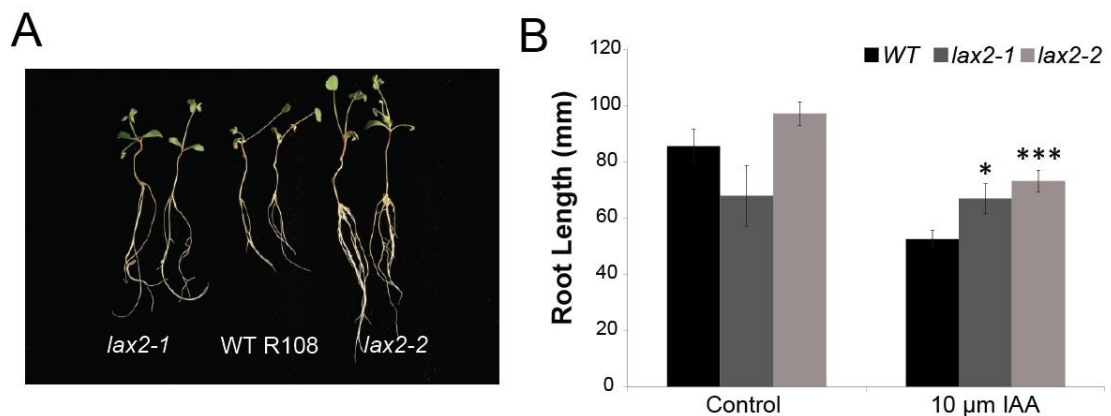 A
lax2-1 WT R108 lax2-2
B
WT lax2-1 lax2-2
Root Length (mm)
120
100
80
60
40
20
0
* ***
Control 10 µm IAA